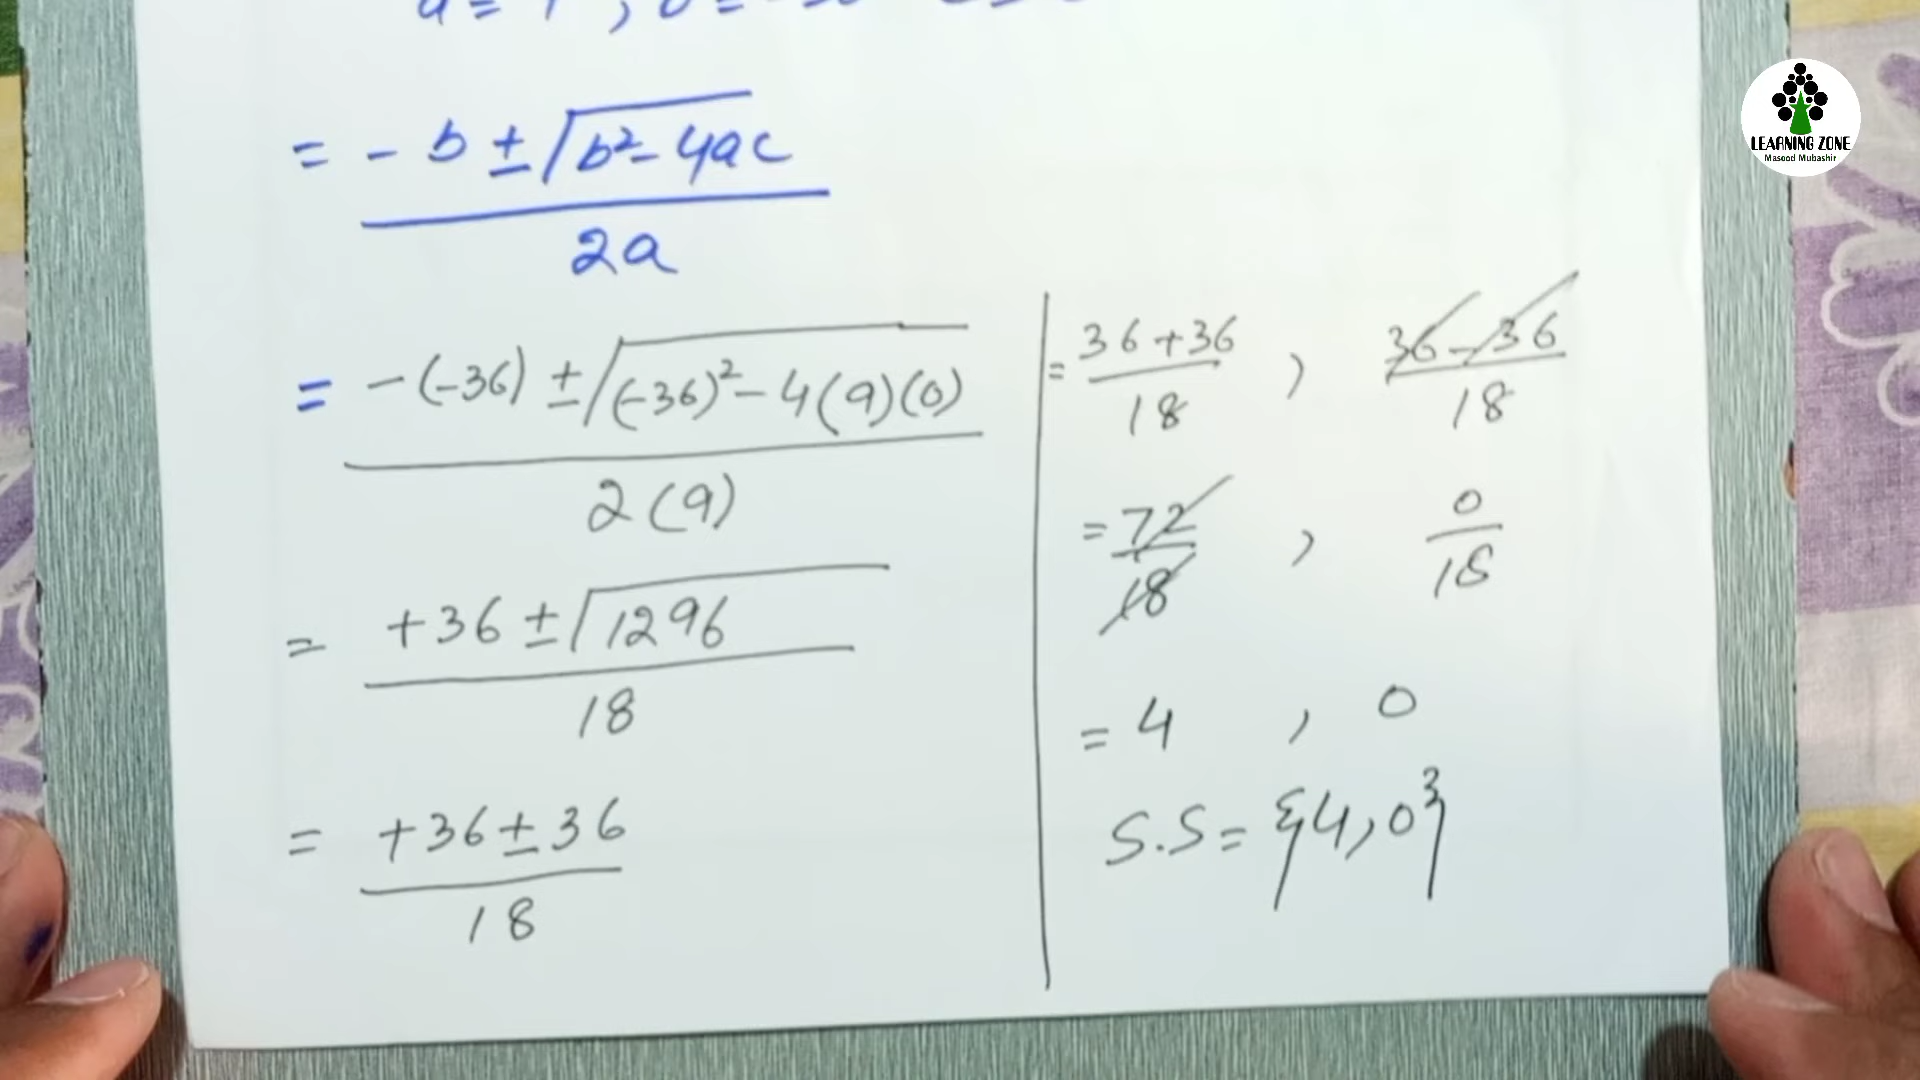 = -b ± √b² - 4ac / 2a
= -(-36) ± √(-36)² - 4(9)(0) / 2(9)
= +36 ± √1296 / 18
= +36 ± 36 / 18
= 36+36 / 18 , 36-36 / 18
= 72 / 18 , 0 / 18
= 4 , 0
S.S = {4,0}
LEARNING ZONE
Masood Mubashir